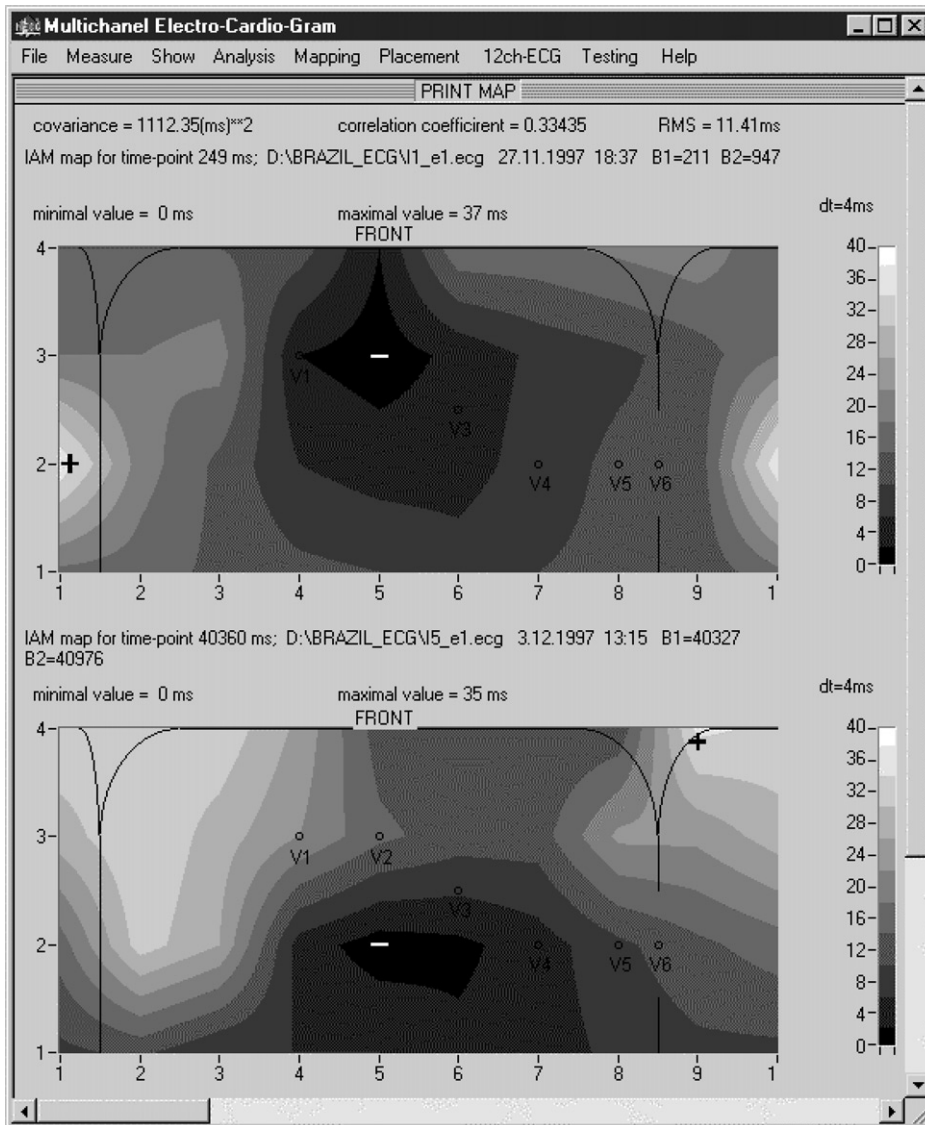 Multichanel Electro-Cardio-Gram
File Measure Show Analysis Mapping Placement 12ch-ECG Testing Help
PRINT MAP
covariance = 1112.35(ms)**2 correlation coefficirent = 0.33435 RMS = 11.41ms
IAM map for time-point 249 ms; D:\BRAZIL_ECG\I1_e1.ecg 27.11.1997 18:37 B1=211 B2=947
minimal value = 0 ms maximal value = 37 ms dt=4ms
FRONT
4 3 2 1
V1 V3 V4 V5 V6
40 36 32 28 24 20 16 12 8 4 0
1 2 3 4 5 6 7 8 9 1
IAM map for time-point 40360 ms; D:\BRAZIL_ECG\I5_e1.ecg 3.12.1997 13:15 B1=40327
B2=40976
minimal value = 0 ms maximal value = 35 ms dt=4ms
FRONT
4 3 2 1
V1 V2 V3 V4 V5 V6
40 36 32 28 24 20 16 12 8 4 0
1 2 3 4 5 6 7 8 9 1